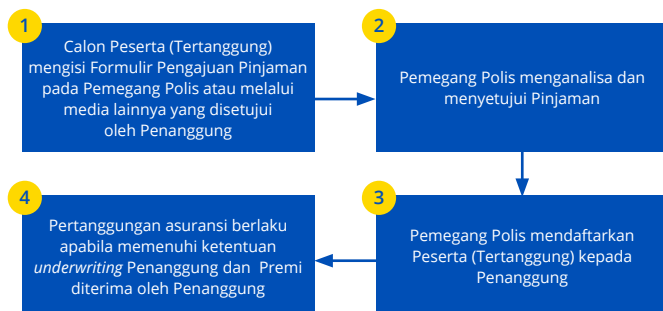 1
Calon Peserta (Tertanggung)
mengisi Formulir Pengajuan Pinjaman
pada Pemegang Polis atau melalui
media lainnya yang disetujui
oleh Penanggung
2
Pemegang Polis menganalisa dan
menyetujui Pinjaman
3
Pemegang Polis mendaftarkan
Peserta (Tertanggung) kepada
Penanggung
4
Pertanggungan asuransi berlaku
apabila memenuhi ketentuan
underwriting Penanggung dan Premi
diterima oleh Penanggung